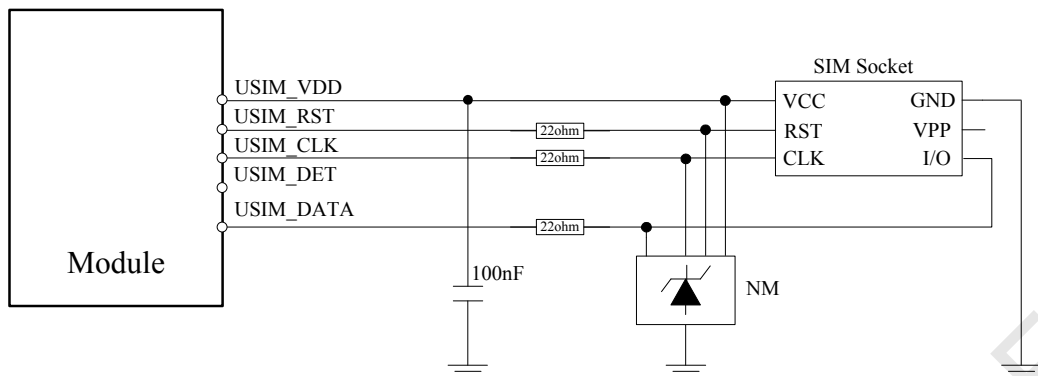 SIM Socket
USIM_VDD
VCC
GND
USIM_RST
22ohm
RST
VPP
USIM_CLK
22ohm
CLK
I/O
USIM_DET
USIM_DATA
22ohm
Module
100nF
NM